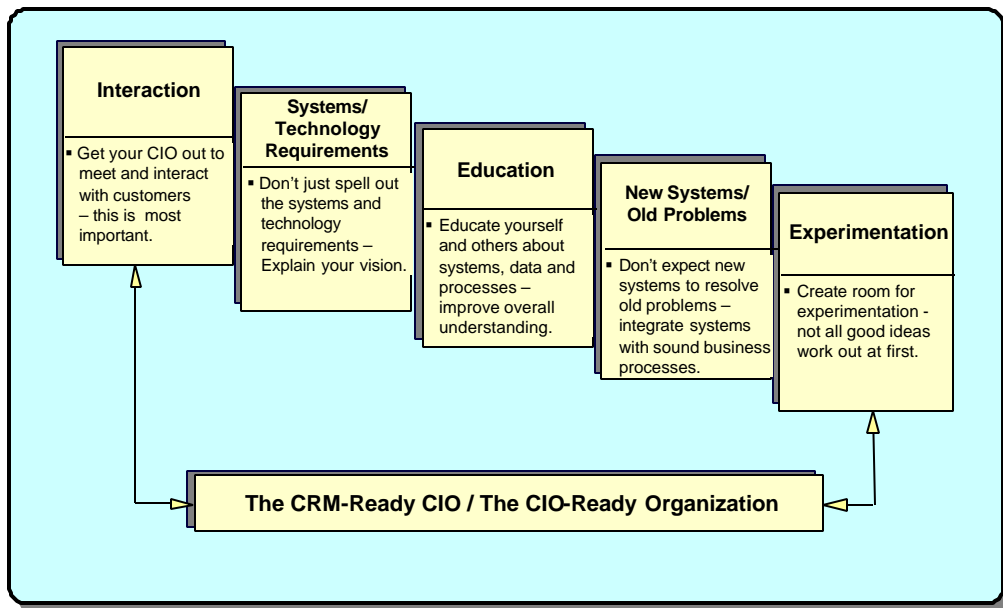 Interaction
▪ Get your CIO out to
meet and interact
with customers
– this is most
important.
Systems/
Technology
Requirements
▪ Don't just spell out
the systems and
technology
requirements –
Explain your vision.
Education
▪ Educate yourself
and others about
systems, data and
processes –
improve overall
understanding.
New Systems/
Old Problems
▪ Don't expect new
systems to resolve
old problems –
integrate systems
with sound business
processes.
Experimentation
▪ Create room for
experimentation -
not all good ideas
work out at first.
The CRM-Ready CIO / The CIO-Ready Organization